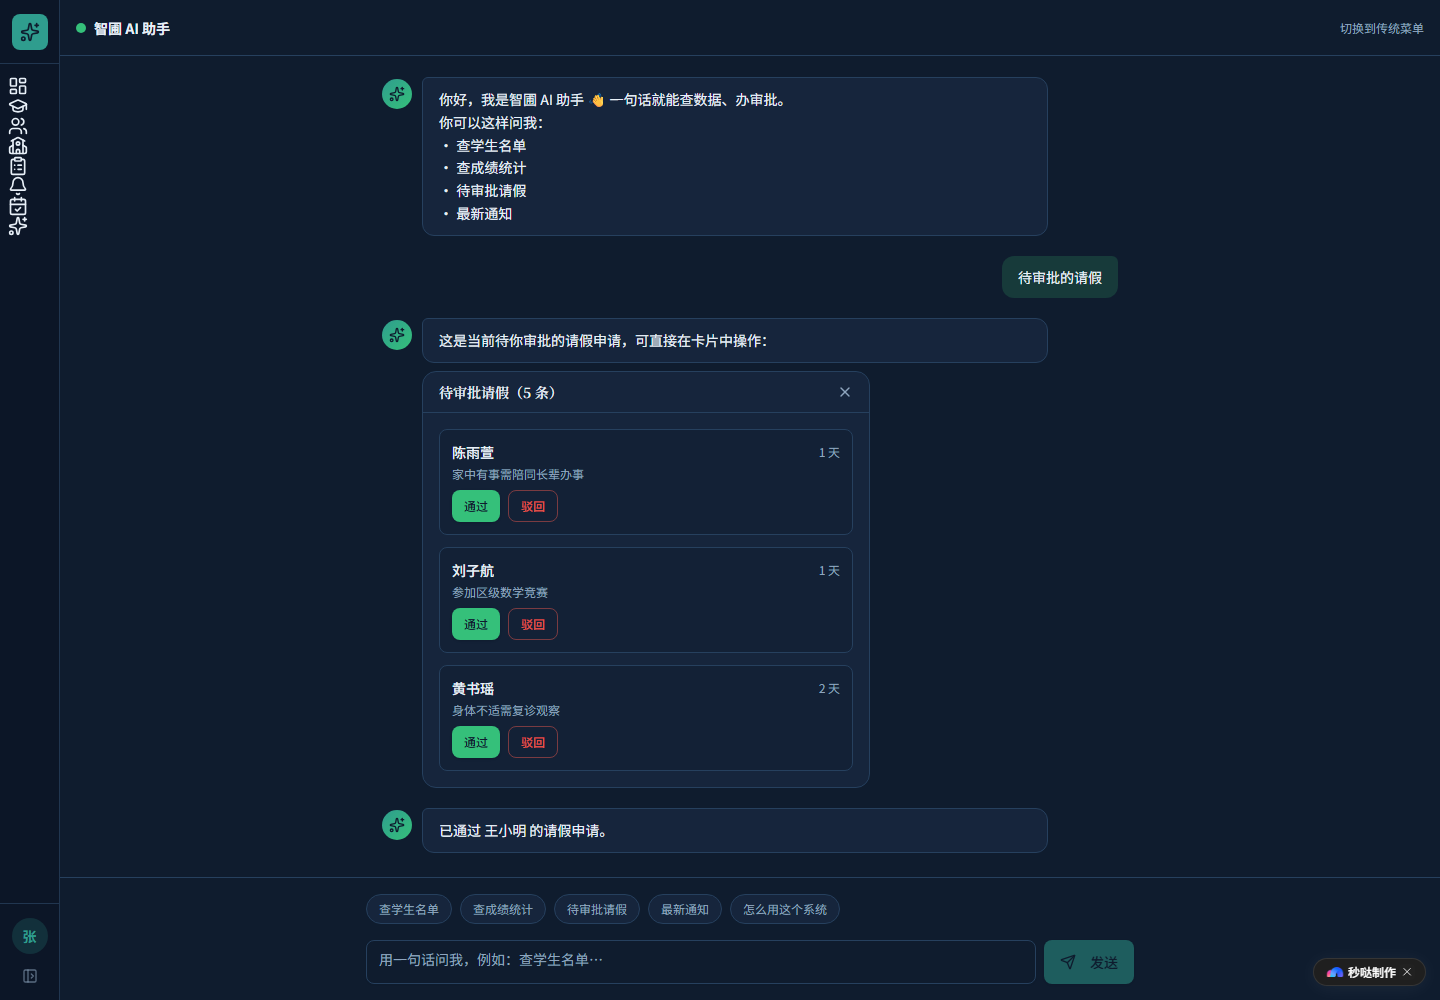 智圃 AI 助手
切换到传统菜单
你好，我是智圃 AI 助手 👋 一句话就能查数据、办审批。
你可以这样问我：
• 查学生名单
• 查成绩统计
• 待审批请假
• 最新通知
待审批的请假
这是当前待你审批的请假申请，可直接在卡片中操作：
待审批请假（5 条）
陈雨萱 1 天
家中有事需陪同长辈办事
通过 驳回
刘子航 1 天
参加区级数学竞赛
通过 驳回
黄书瑶 2 天
身体不适需复诊观察
通过 驳回
已通过 王小明 的请假申请。
查学生名单 查成绩统计 待审批请假 最新通知 怎么用这个系统
张
用一句话问我，例如：查学生名单…
发送
秒哒制作